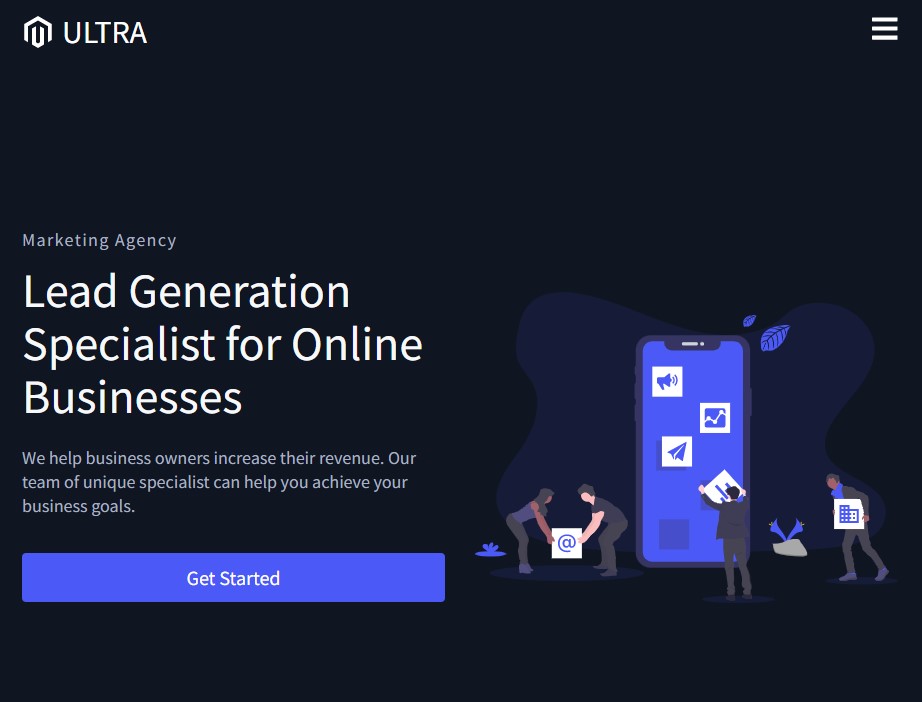 ULTRA
Marketing Agency
Lead Generation
Specialist for Online
Businesses
We help business owners increase their revenue. Our
team of unique specialist can help you achieve your
business goals.
Get Started
@